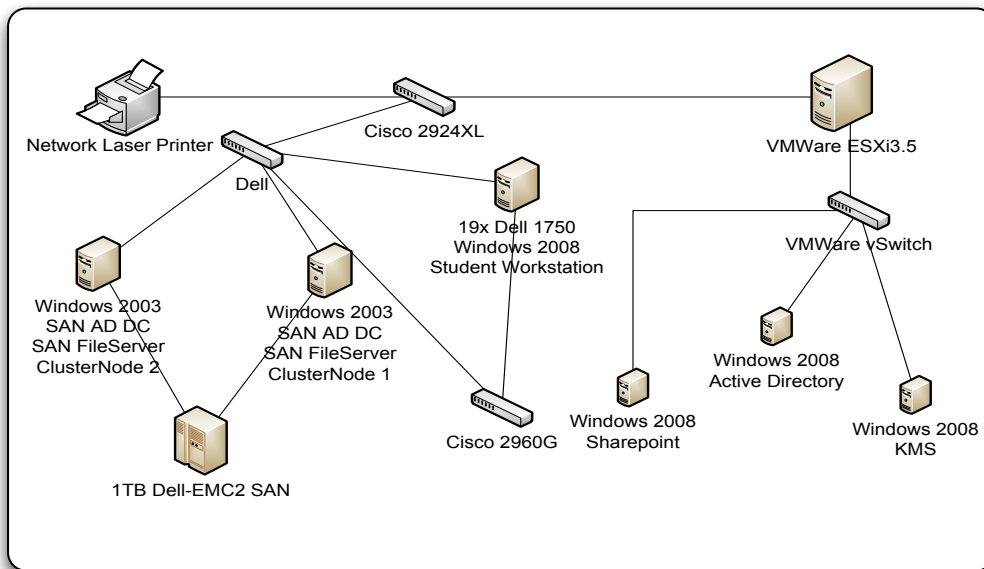 Network Laser Printer
Cisco 2924XL
VMWare ESXi3.5
Dell
19x Dell 1750
Windows 2008
Student Workstation
VMWare vSwitch
Windows 2003
SAN AD DC
SAN FileServer
ClusterNode 2
Windows 2003
SAN AD DC
SAN FileServer
ClusterNode 1
Windows 2008
Active Directory
Windows 2008
Sharepoint
Windows 2008
KMS
Cisco 2960G
1TB Dell-EMC2 SAN